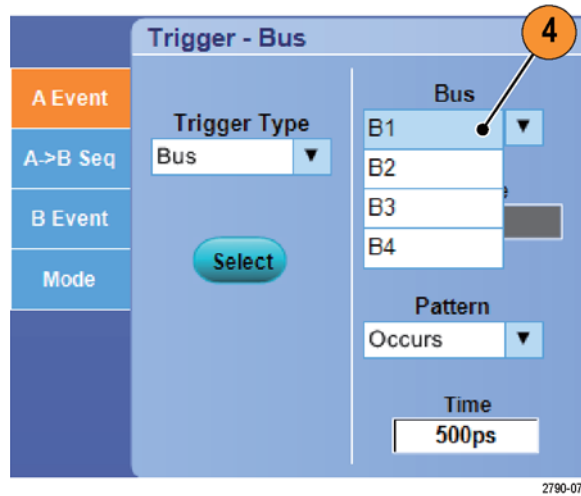 Trigger - Bus
4
A Event
A->B Seq
B Event
Mode
Trigger Type
Bus
Select
Bus
B1
B2
B3
B4
Pattern
Occurs
Time
500ps
2790-07